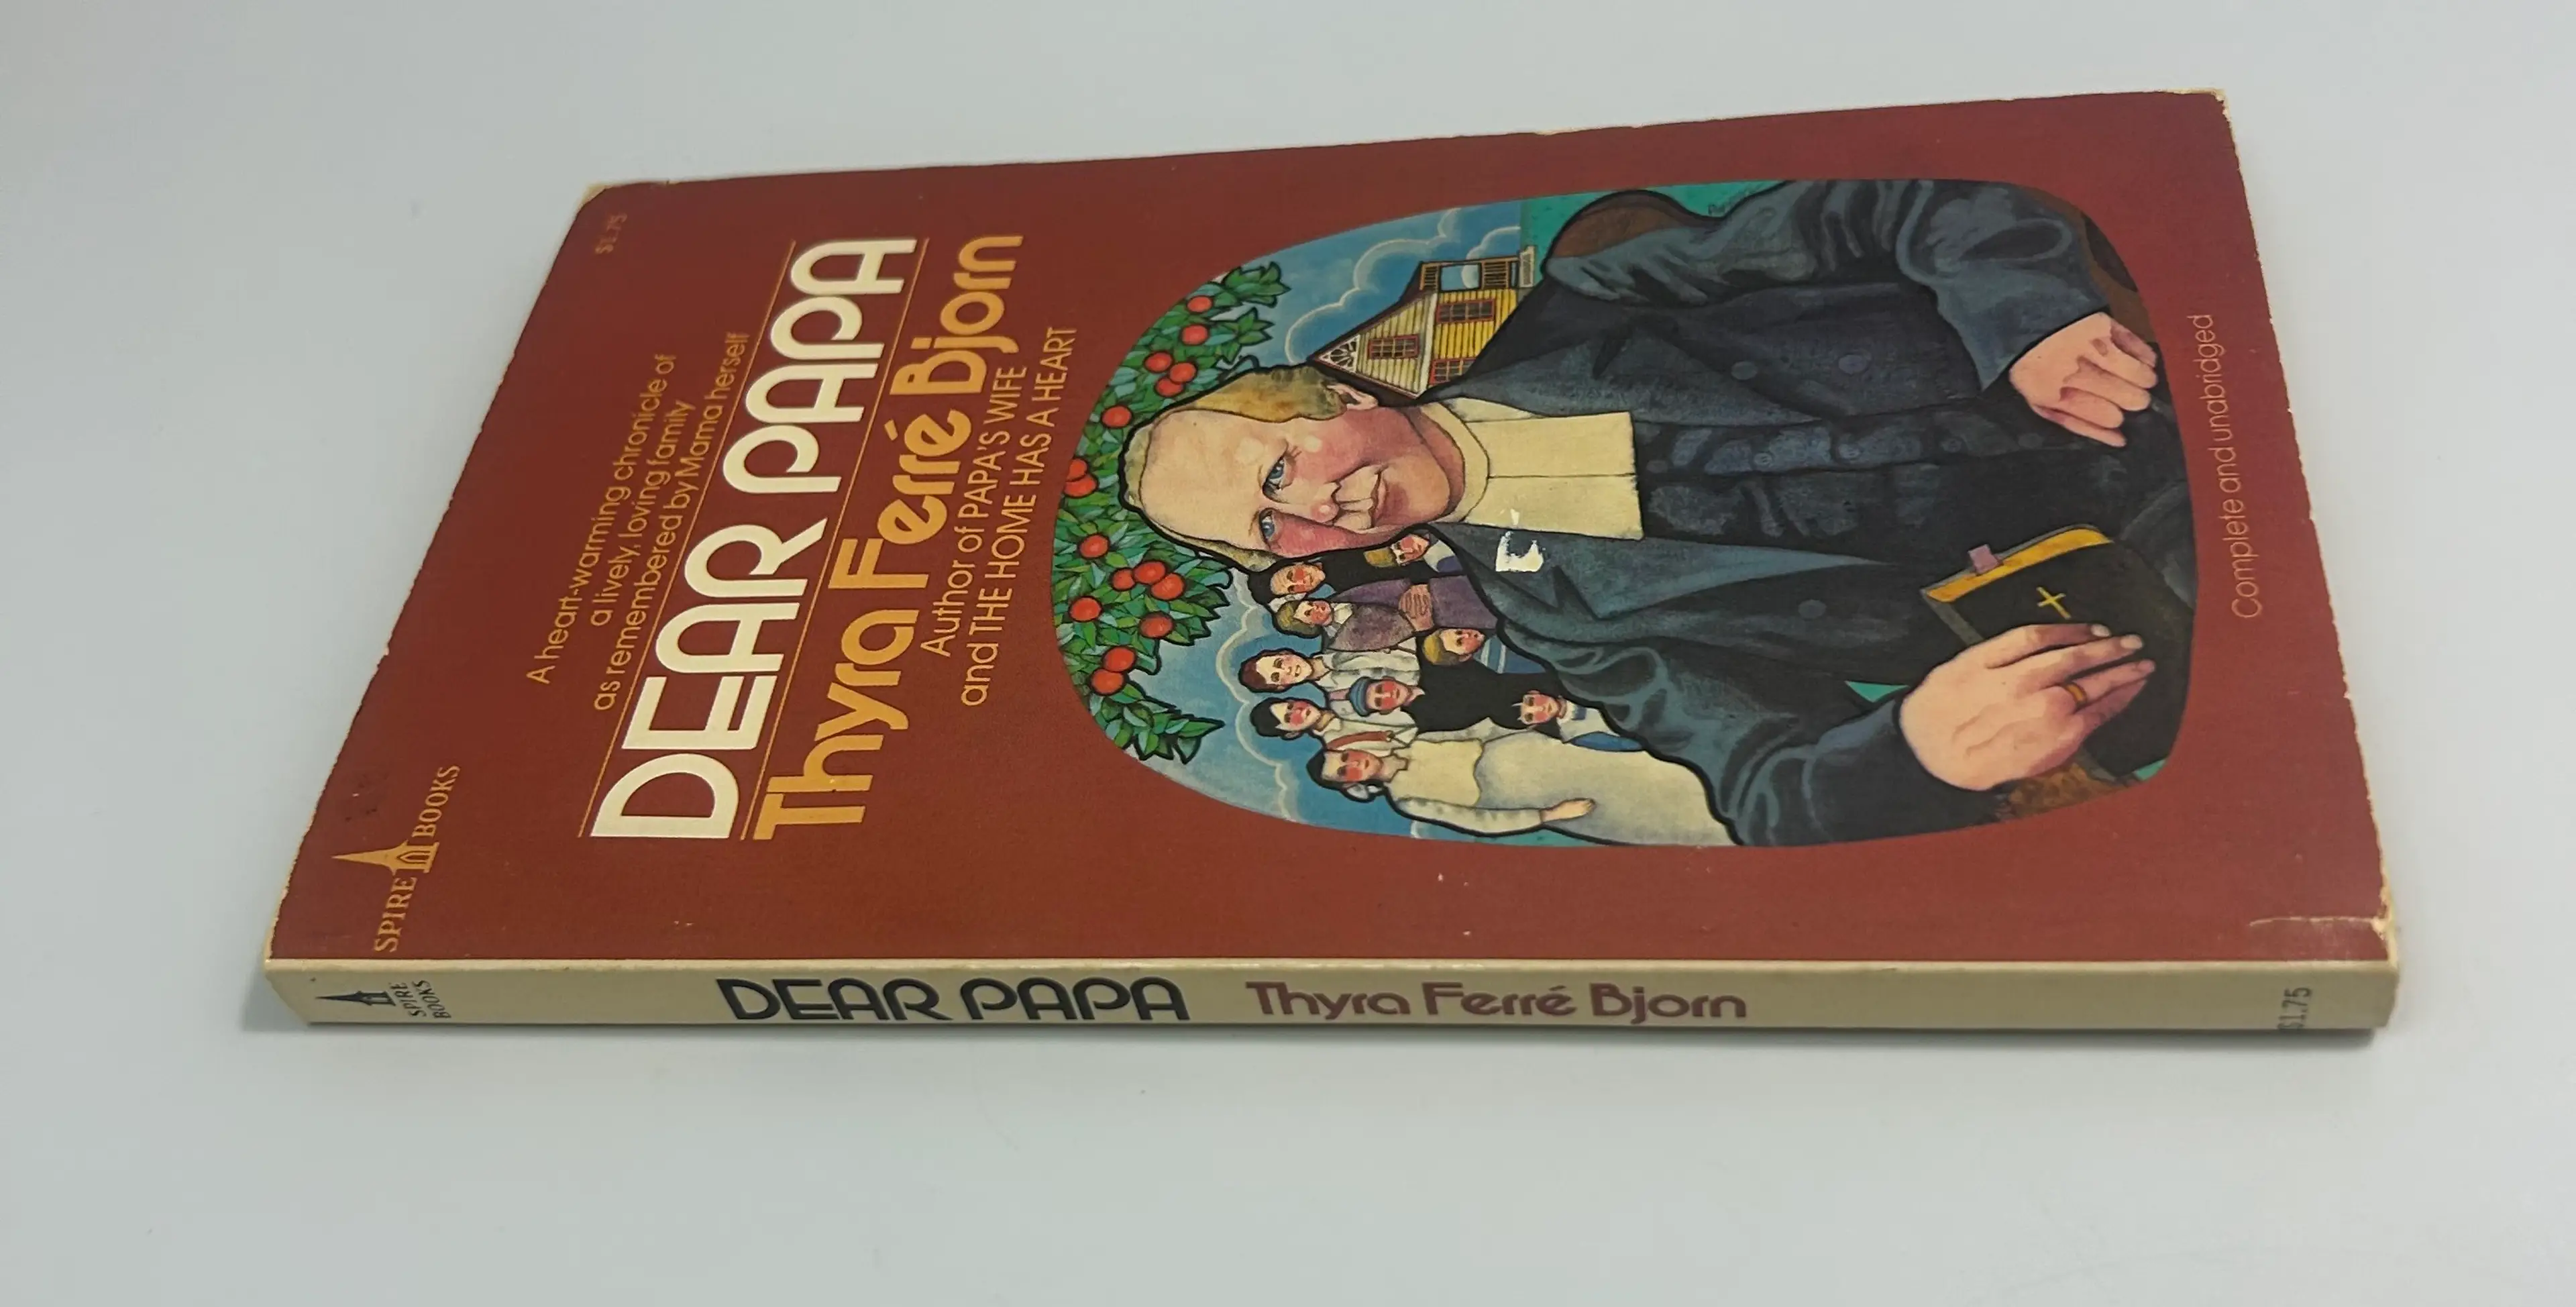 SPIRE BOOKS
$1.75
A heart-warming chronicle of
a lively, loving family
as remembered by Mama herself
DEAR PAPA
Thyra Ferré Bjorn
Author of PAPA'S WIFE
and THE HOME HAS A HEART
Complete and unabridged
SPIRE
BOOKS
DEAR PAPA Thyra Ferré Bjorn
$1.75